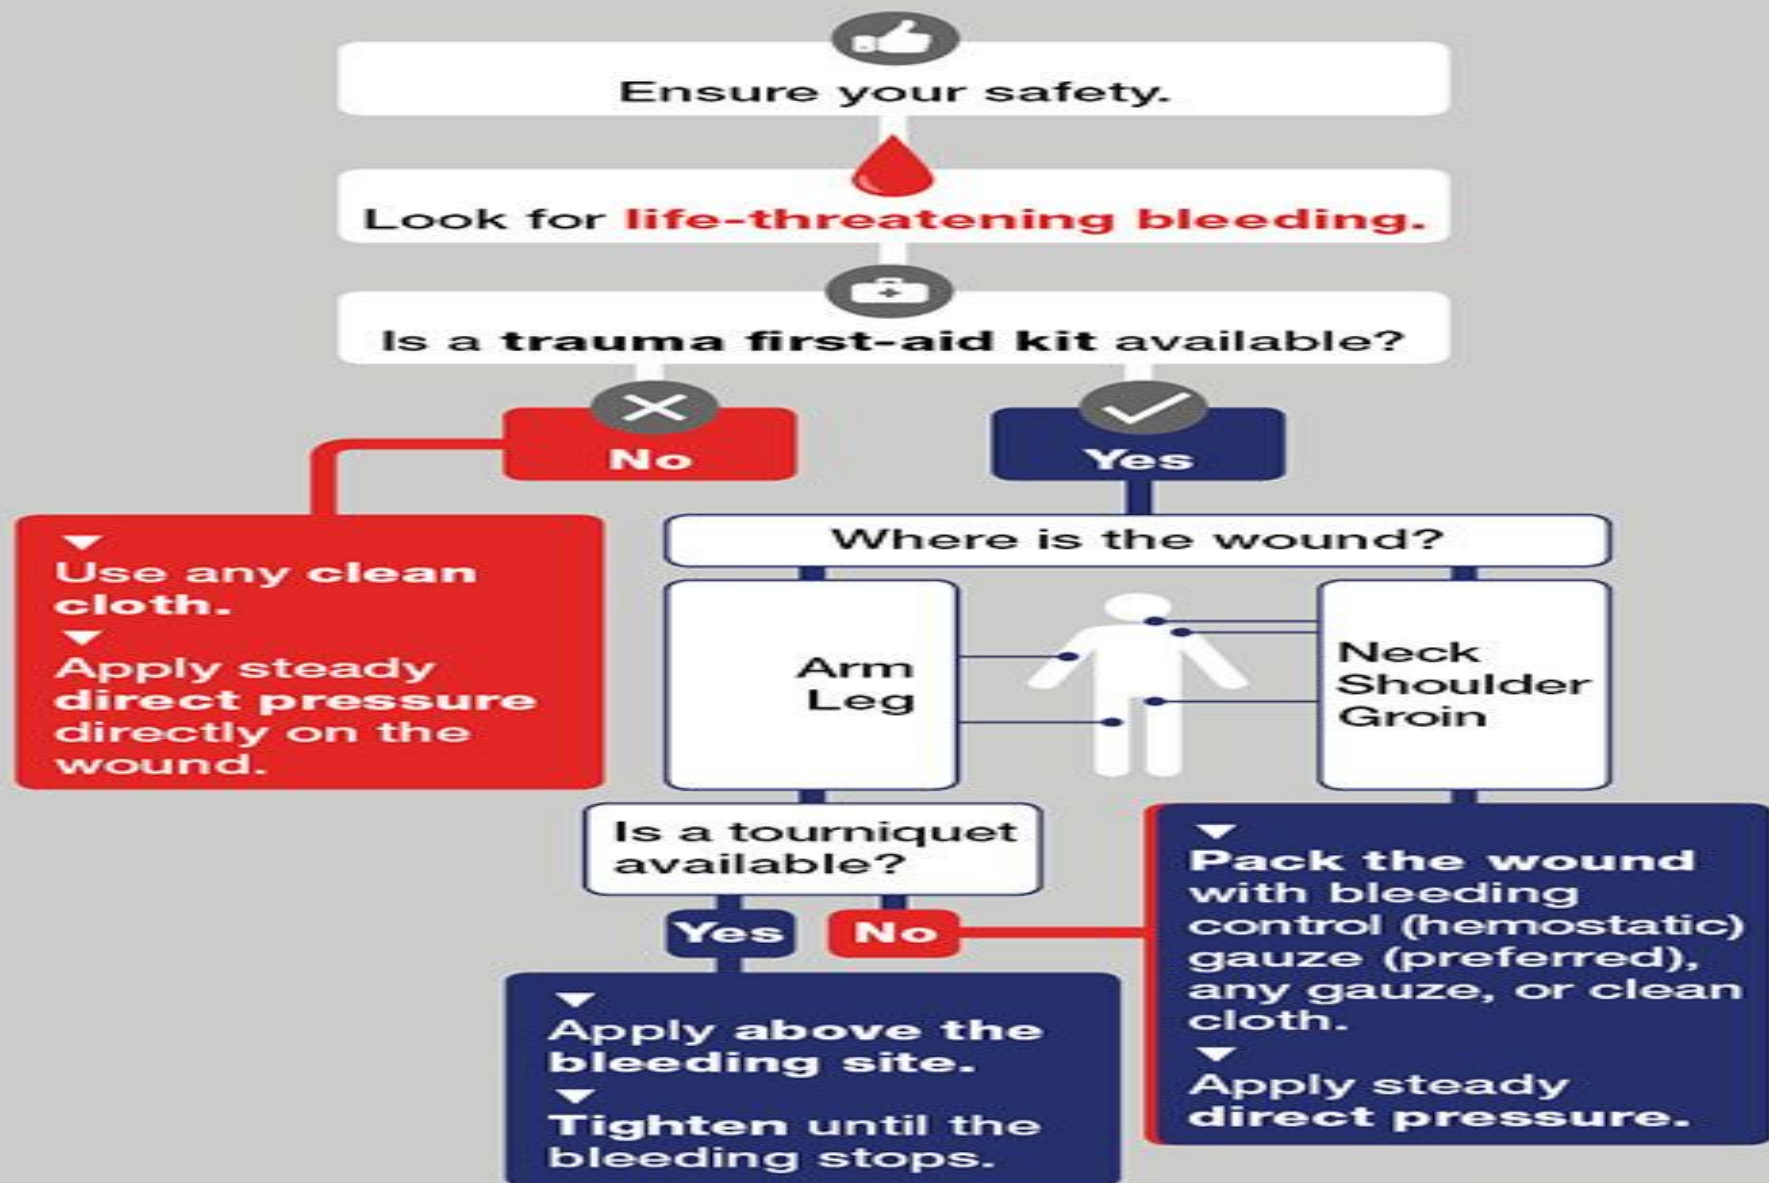 Ensure your safety.
Look for life-threatening bleeding.
Is a trauma first-aid kit available?
No
Yes
Use any clean
cloth.
Apply steady
direct pressure
directly on the
wound.
Where is the wound?
Arm
Leg
Neck
Shoulder
Groin
Is a tourniquet
available?
Yes
No
Apply above the
bleeding site.
Tighten until the
bleeding stops.
Pack the wound
with bleeding
control (hemostatic)
gauze (preferred),
any gauze, or clean
cloth.
Apply steady
direct pressure.